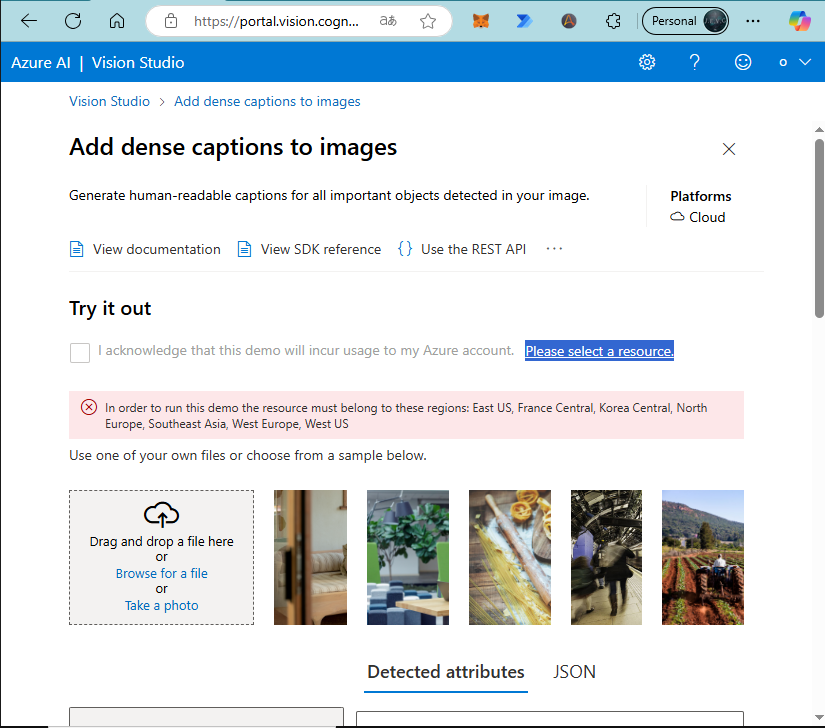 https://portal.vision.cogn...
Personal
Azure AI | Vision Studio
Vision Studio > Add dense captions to images
Add dense captions to images
Generate human-readable captions for all important objects detected in your image.
Platforms
Cloud
View documentation
View SDK reference
{} Use the REST API
...
Try it out
I acknowledge that this demo will incur usage to my Azure account. Please select a resource.
In order to run this demo the resource must belong to these regions: East US, France Central, Korea Central, North
Europe, Southeast Asia, West Europe, West US
Use one of your own files or choose from a sample below.
Drag and drop a file here
or
Browse for a file
or
Take a photo
Detected attributes
JSON